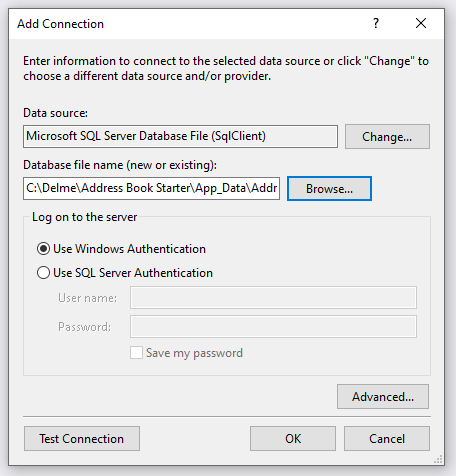 Add Connection
?
Enter information to connect to the selected data source or click "Change" to
choose a different data source and/or provider.
Data source:
Microsoft SQL Server Database File (SqlClient)
Change...
Database file name (new or existing):
C:\Delme\Address Book Starter\App_Data\Addr
Browse...
Log on to the server
Use Windows Authentication
Use SQL Server Authentication
User name:
Password:
Save my password
Advanced...
Test Connection
OK
Cancel